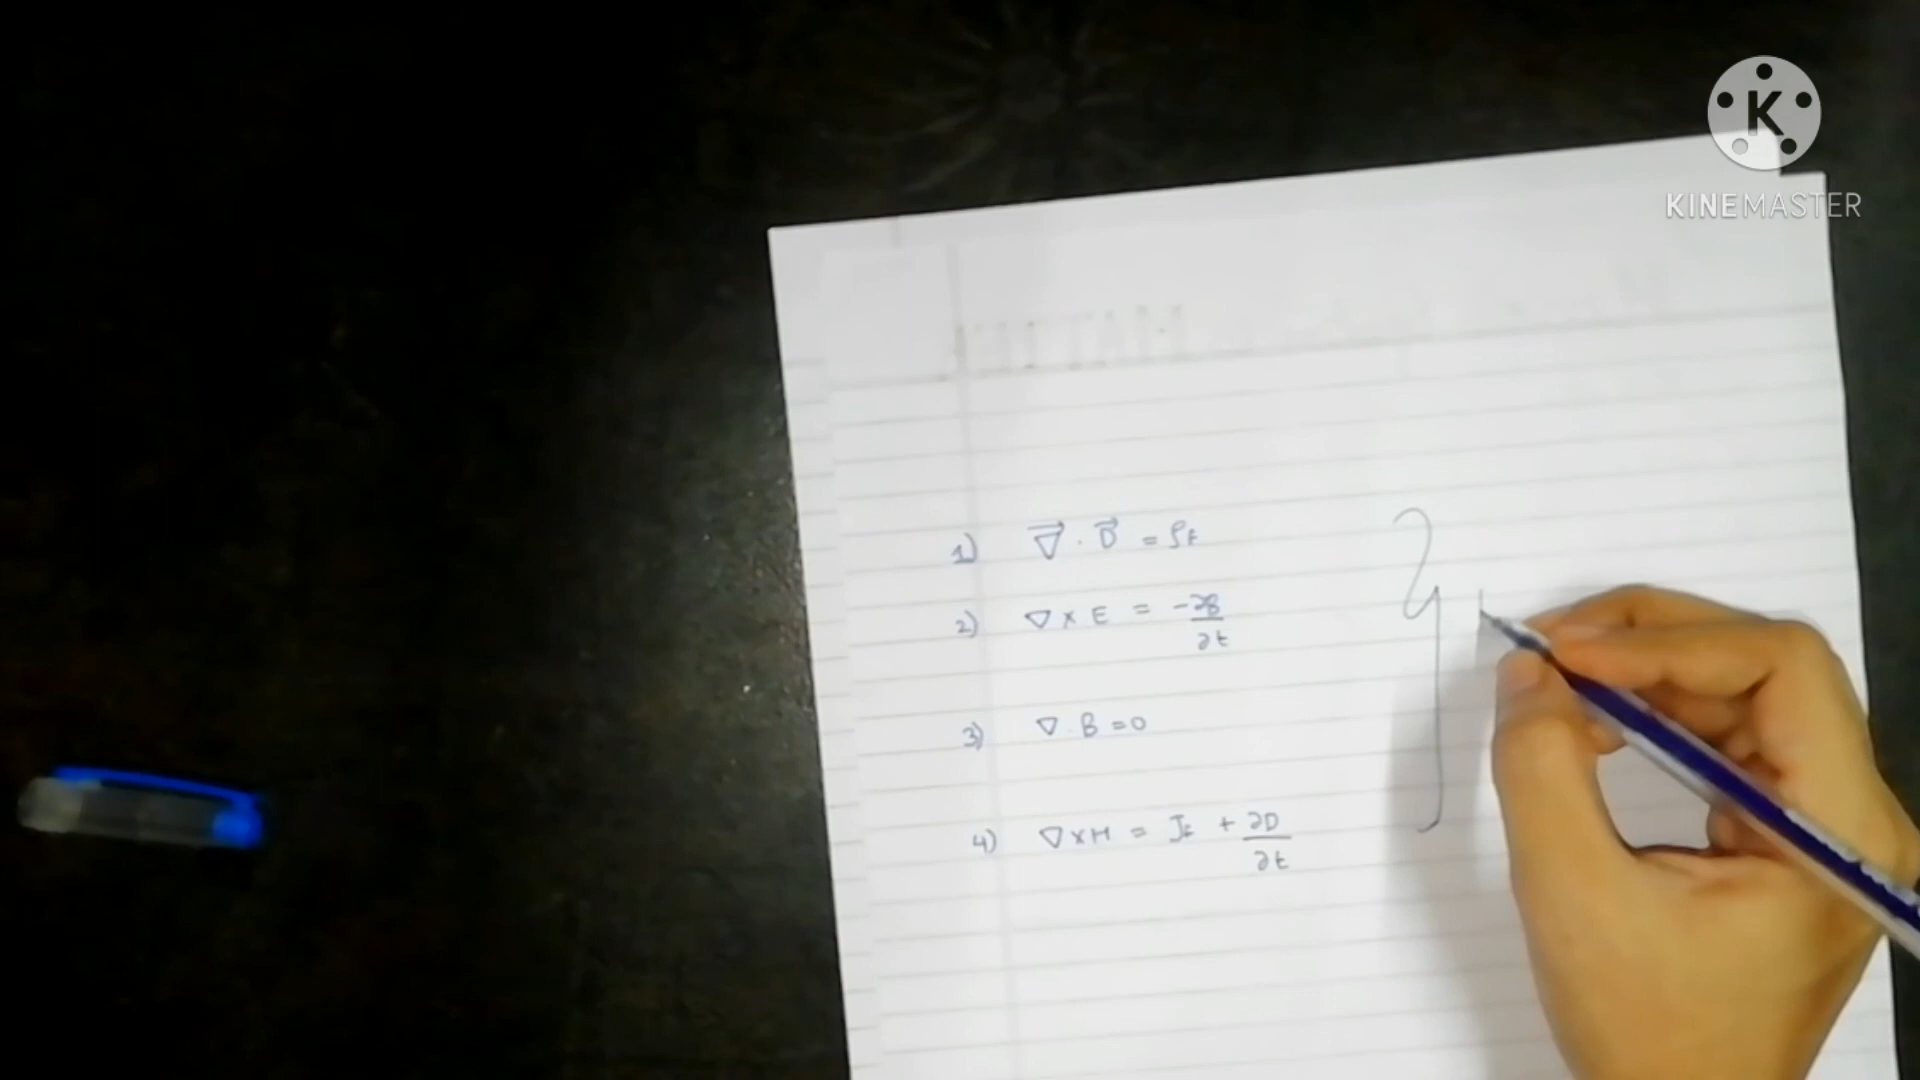 KINEMASTER
1) ∇⃗ · D⃗ = ρf
2) ∇ × E = -∂B/∂t
3) ∇ · B = 0
4) ∇ × H = Jf + ∂D/∂t